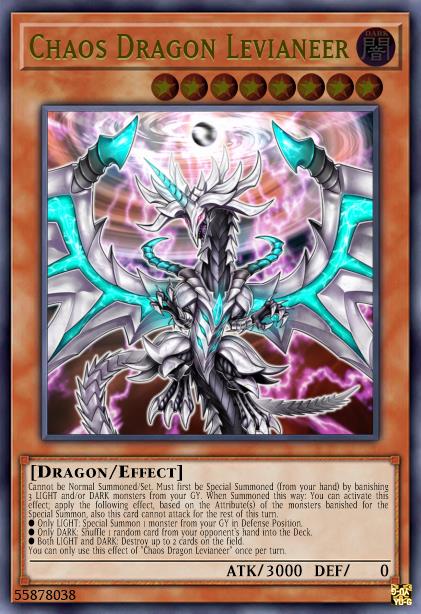 Chaos Dragon Levianeer
DARK
闇
[Dragon/Effect]
Cannot be Normal Summoned/Set. Must first be Special Summoned (from your hand) by banishing
3 LIGHT and/or DARK monsters from your GY. When Summoned this way: You can activate this
effect; apply the following effect, based on the Attribute(s) of the monsters banished for the
Special Summon, also this card cannot attack for the rest of this turn.
● Only LIGHT: Special Summon 1 monster from your GY in Defense Position.
● Only DARK: Shuffle 1 random card from your opponent's hand into the Deck.
● Both LIGHT and DARK: Destroy up to 2 cards on the field.
You can only use this effect of "Chaos Dragon Levianeer" once per turn.
ATK/3000 DEF/ 0
55878038